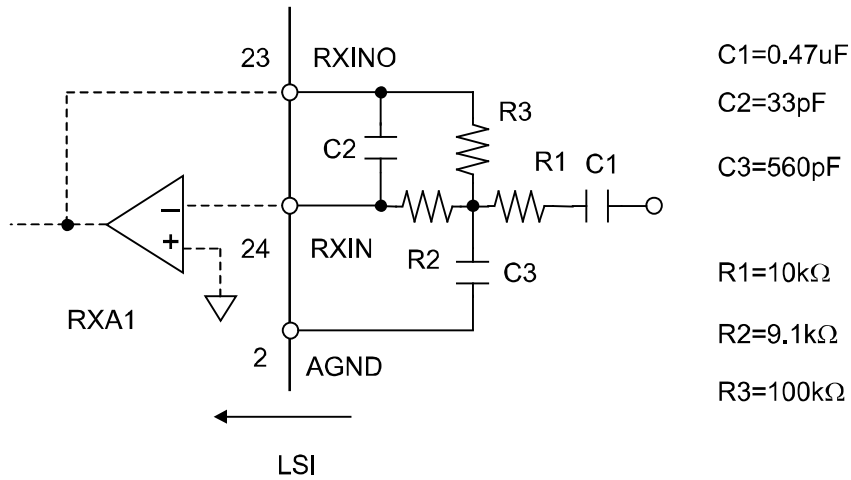 23 RXINO
C1=0.47uF
C2=33pF
C3=560pF
R3
C2
R1 C1
−
+
24 RXIN
R2
C3
RXA1
R1=10kΩ
R2=9.1kΩ
R3=100kΩ
2 AGND
LSI